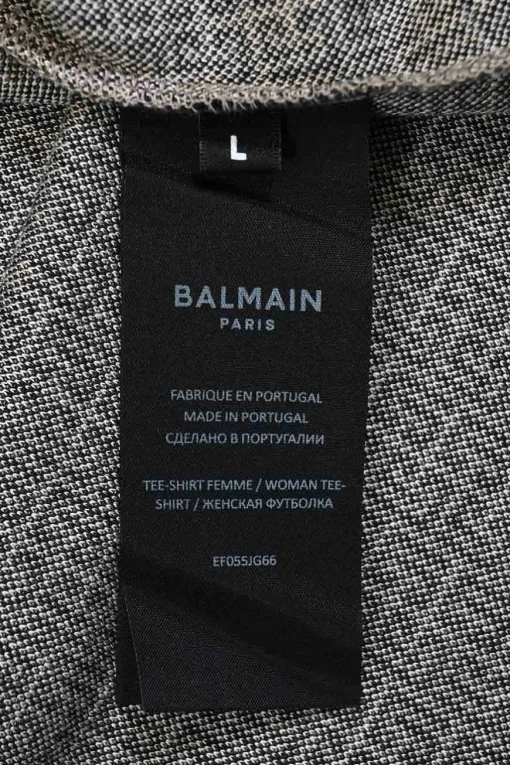 L
BALMAIN
PARIS
FABRIQUE EN PORTUGAL
MADE IN PORTUGAL
СДЕЛАНО В ПОРТУГАЛИИ
TEE-SHIRT FEMME / WOMAN TEE-
SHIRT / ЖЕНСКАЯ ФУТБОЛКА
EF055JG66